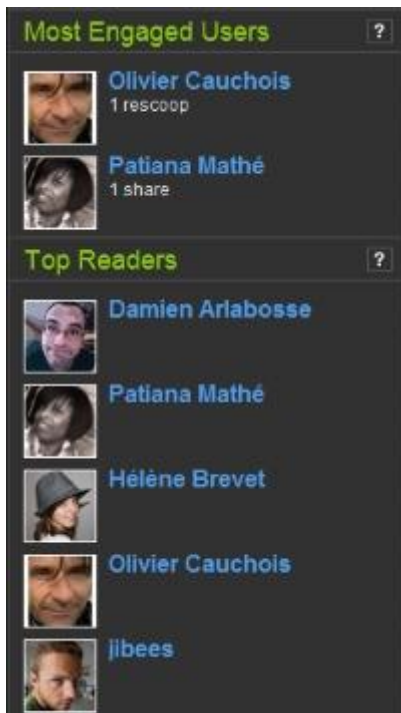 Most Engaged Users ?
Olivier Cauchois
1 rescoop
Patiana Mathé
1 share
Top Readers ?
Damien Arlabosse
Patiana Mathé
Hélène Brevet
Olivier Cauchois
jibees